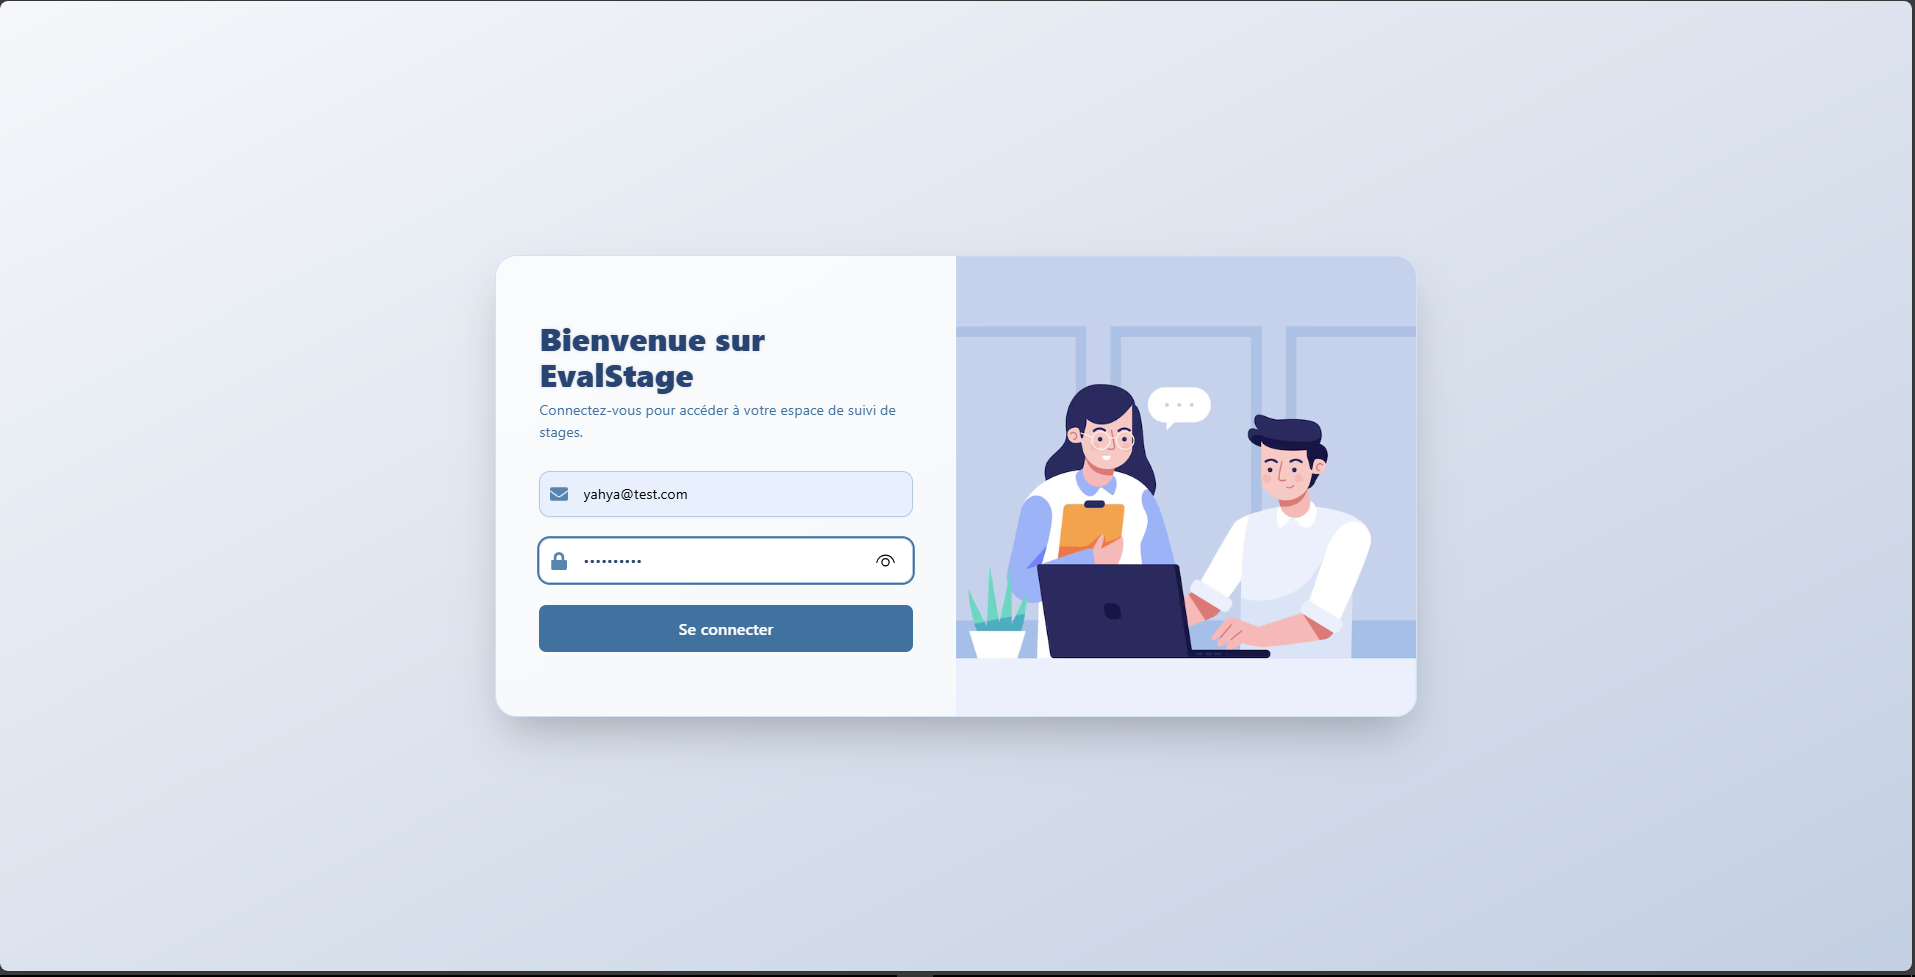 Bienvenue sur
EvalStage
Connectez-vous pour accéder à votre espace de suivi de
stages.
yahya@test.com
••••••••••
Se connecter